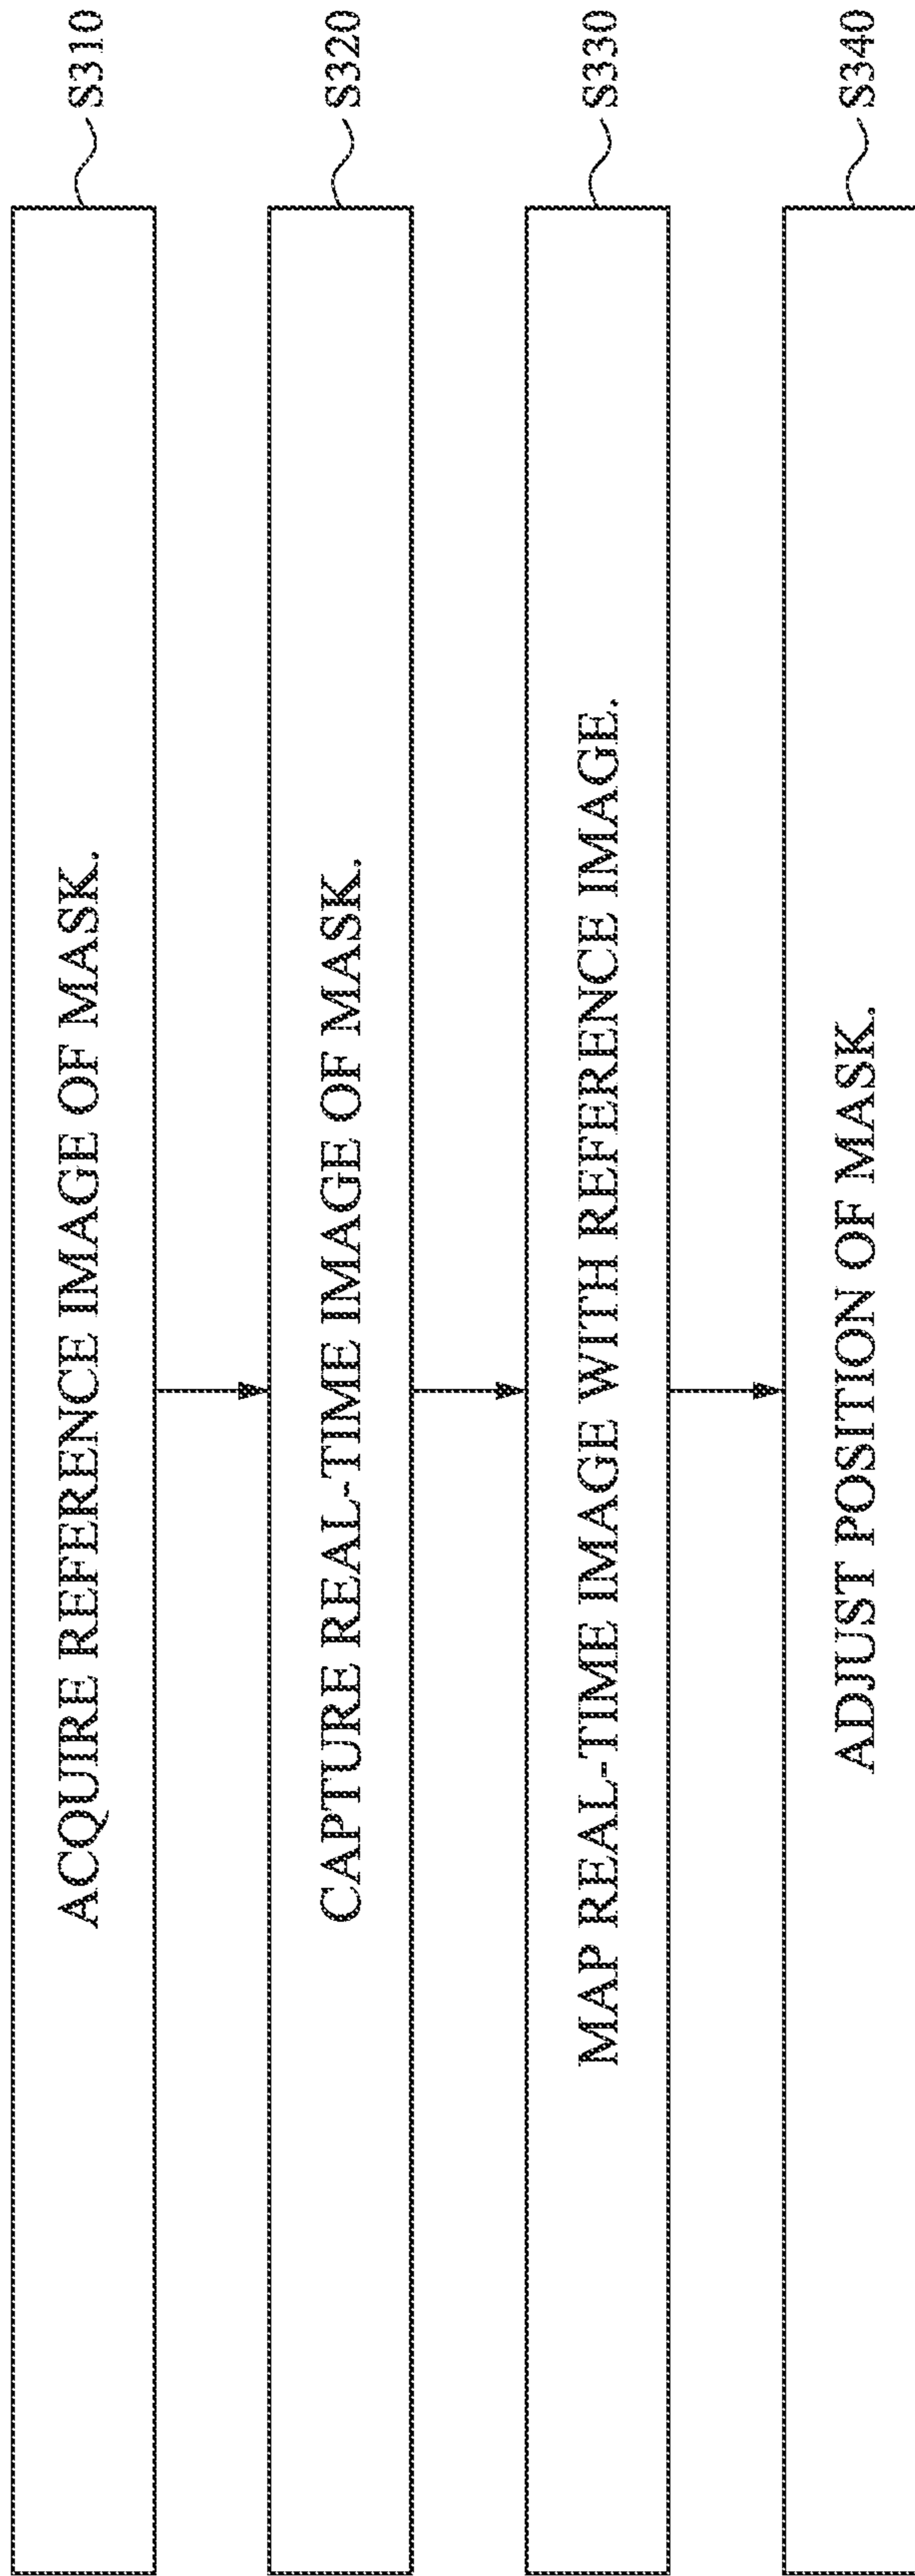 ACQUIRE REFERENCE IMAGE OF MASK.
S310
CAPTURE REAL-TIME IMAGE OF MASK.
S320
MAP REAL-TIME IMAGE WITH REFERENCE IMAGE.
S330
ADJUST POSITION OF MASK.
S340